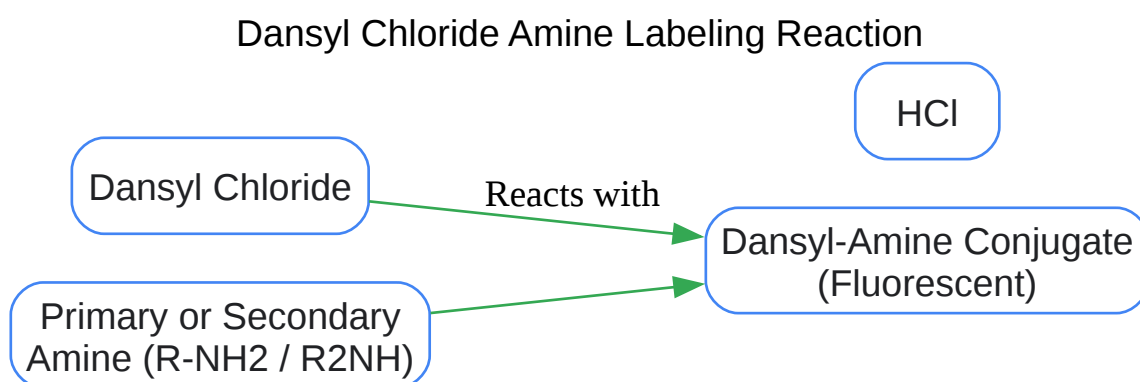 Dansyl Chloride Amine Labeling Reaction
HCl
Dansyl Chloride
Reacts with
Dansyl-Amine Conjugate
(Fluorescent)
Primary or Secondary
Amine (R-NH2 / R2NH)